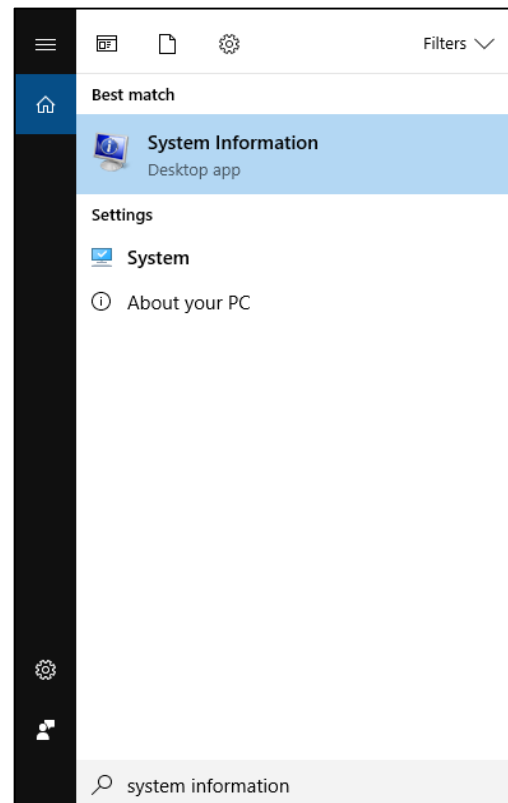 Filters
Best match
System Information
Desktop app
Settings
System
About your PC
system information